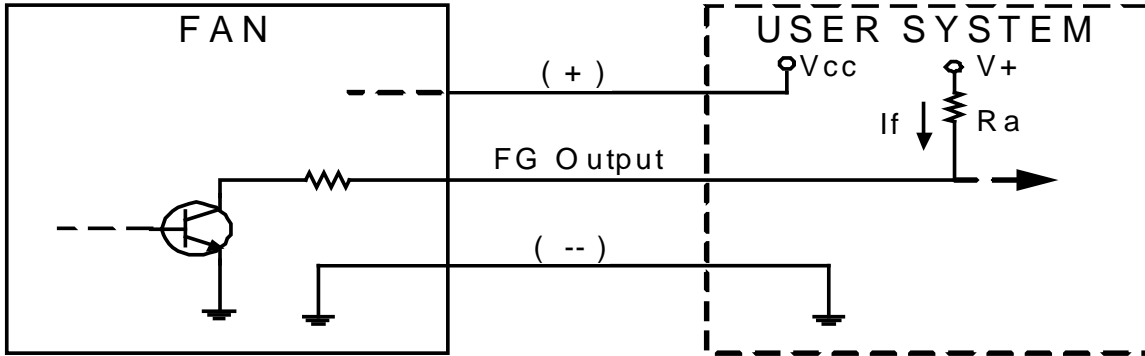 FAN
USER SYSTEM
Vcc
V+
( + )
If
Ra
FG Output
( -- )